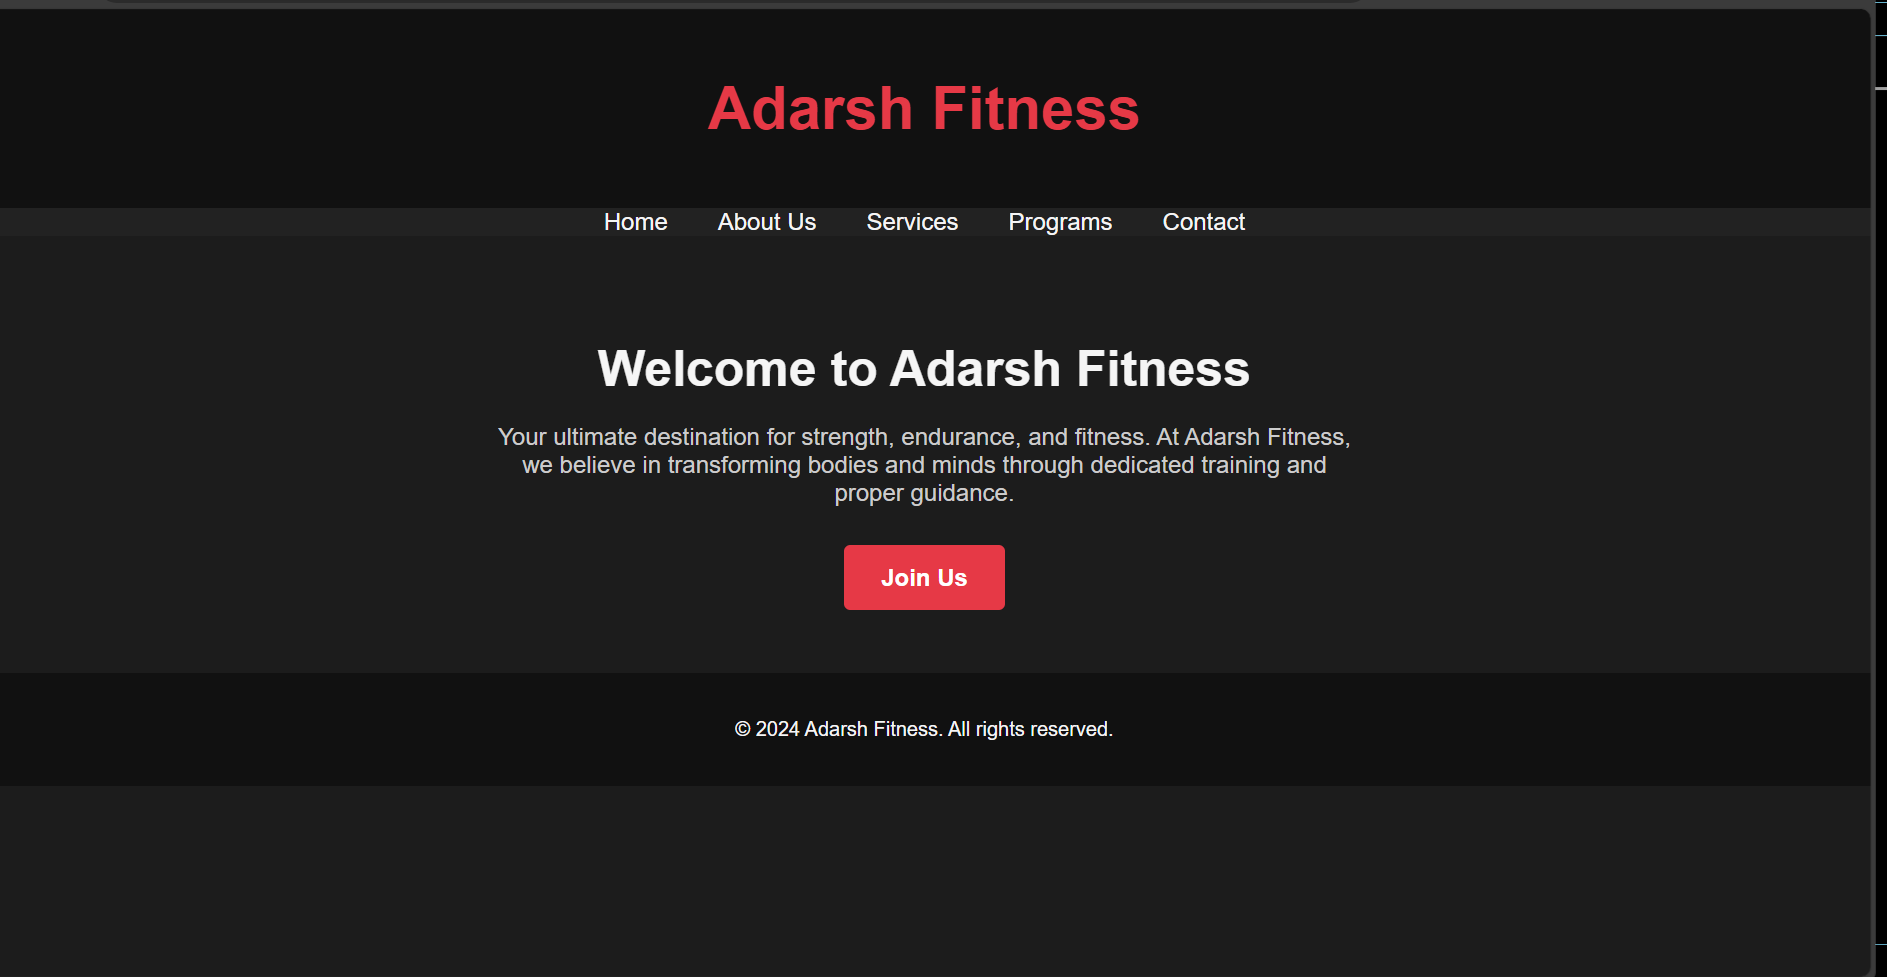 Adarsh Fitness
Home About Us Services Programs Contact
Welcome to Adarsh Fitness
Your ultimate destination for strength, endurance, and fitness. At Adarsh Fitness,
we believe in transforming bodies and minds through dedicated training and
proper guidance.
Join Us
© 2024 Adarsh Fitness. All rights reserved.